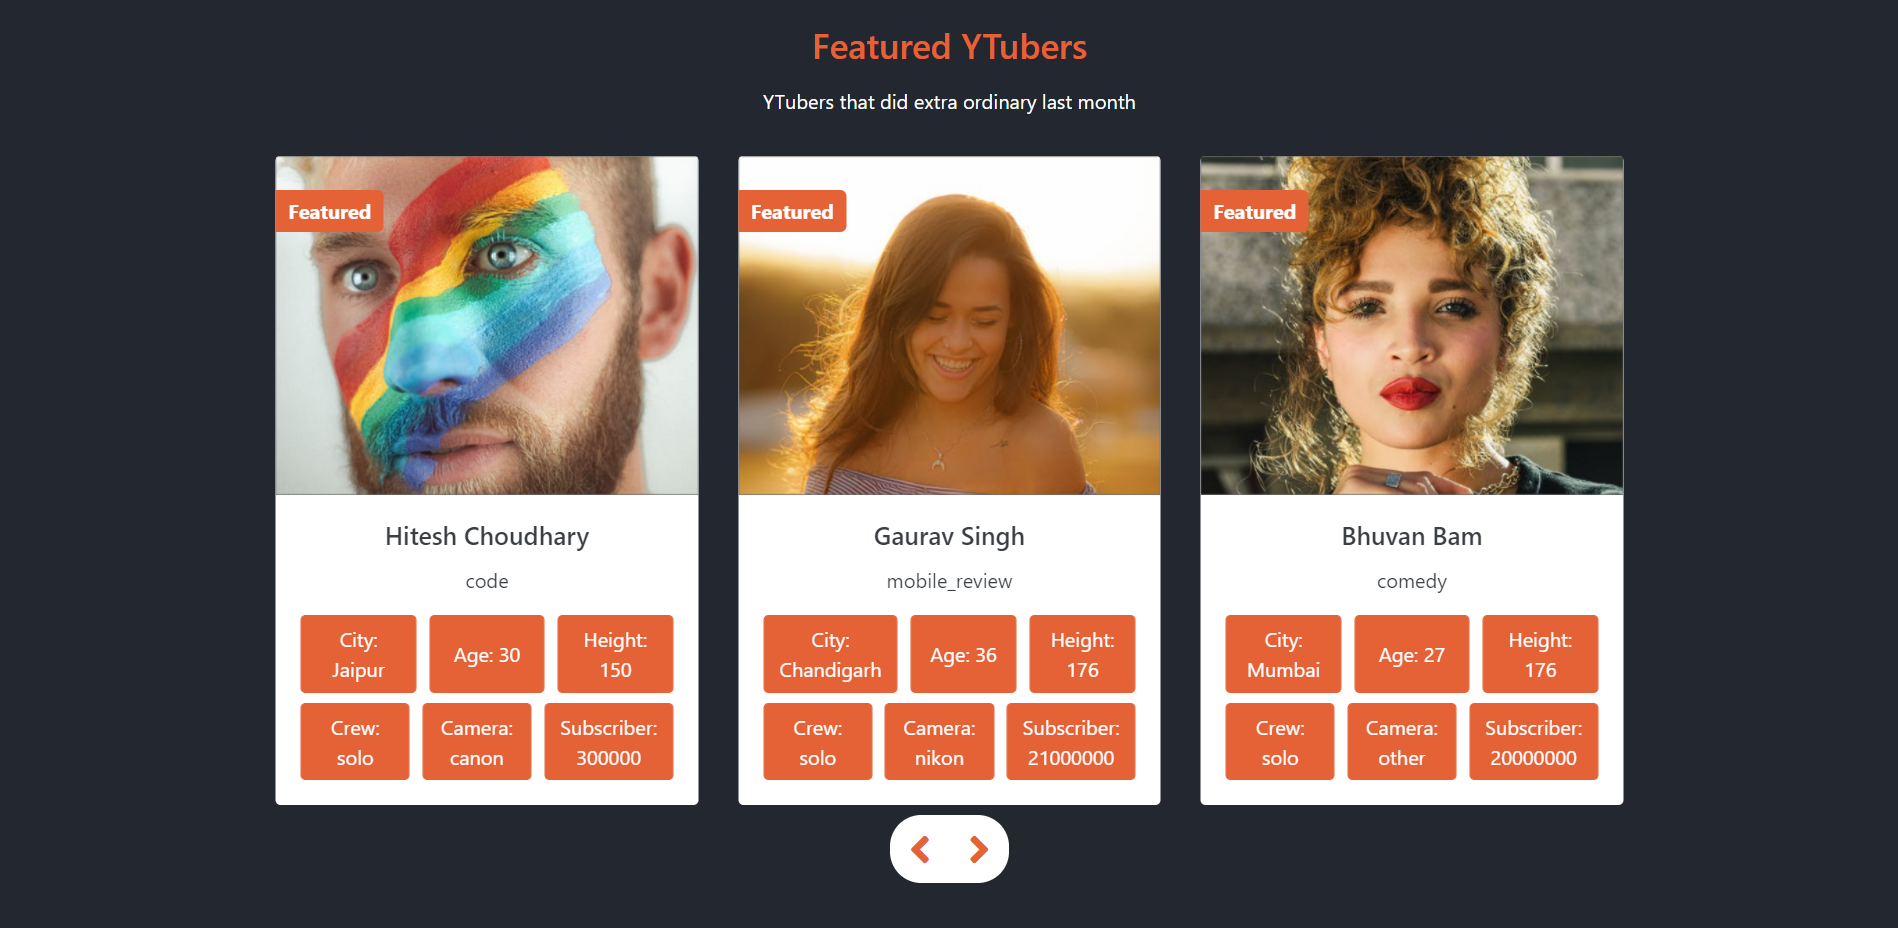 Featured YTubers
YTubers that did extra ordinary last month
Featured
Hitesh Choudhary
code
City:
Jaipur
Age: 30
Height:
150
Crew:
solo
Camera:
canon
Subscriber:
300000
Featured
Gaurav Singh
mobile_review
City:
Chandigarh
Age: 36
Height:
176
Crew:
solo
Camera:
nikon
Subscriber:
21000000
Featured
Bhuvan Bam
comedy
City:
Mumbai
Age: 27
Height:
176
Crew:
solo
Camera:
other
Subscriber:
20000000